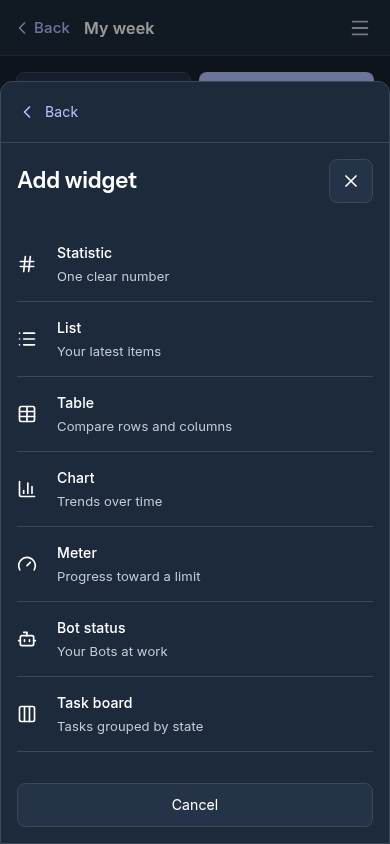 Back My week
Back
Add widget
Statistic
One clear number
List
Your latest items
Table
Compare rows and columns
Chart
Trends over time
Meter
Progress toward a limit
Bot status
Your Bots at work
Task board
Tasks grouped by state
Cancel